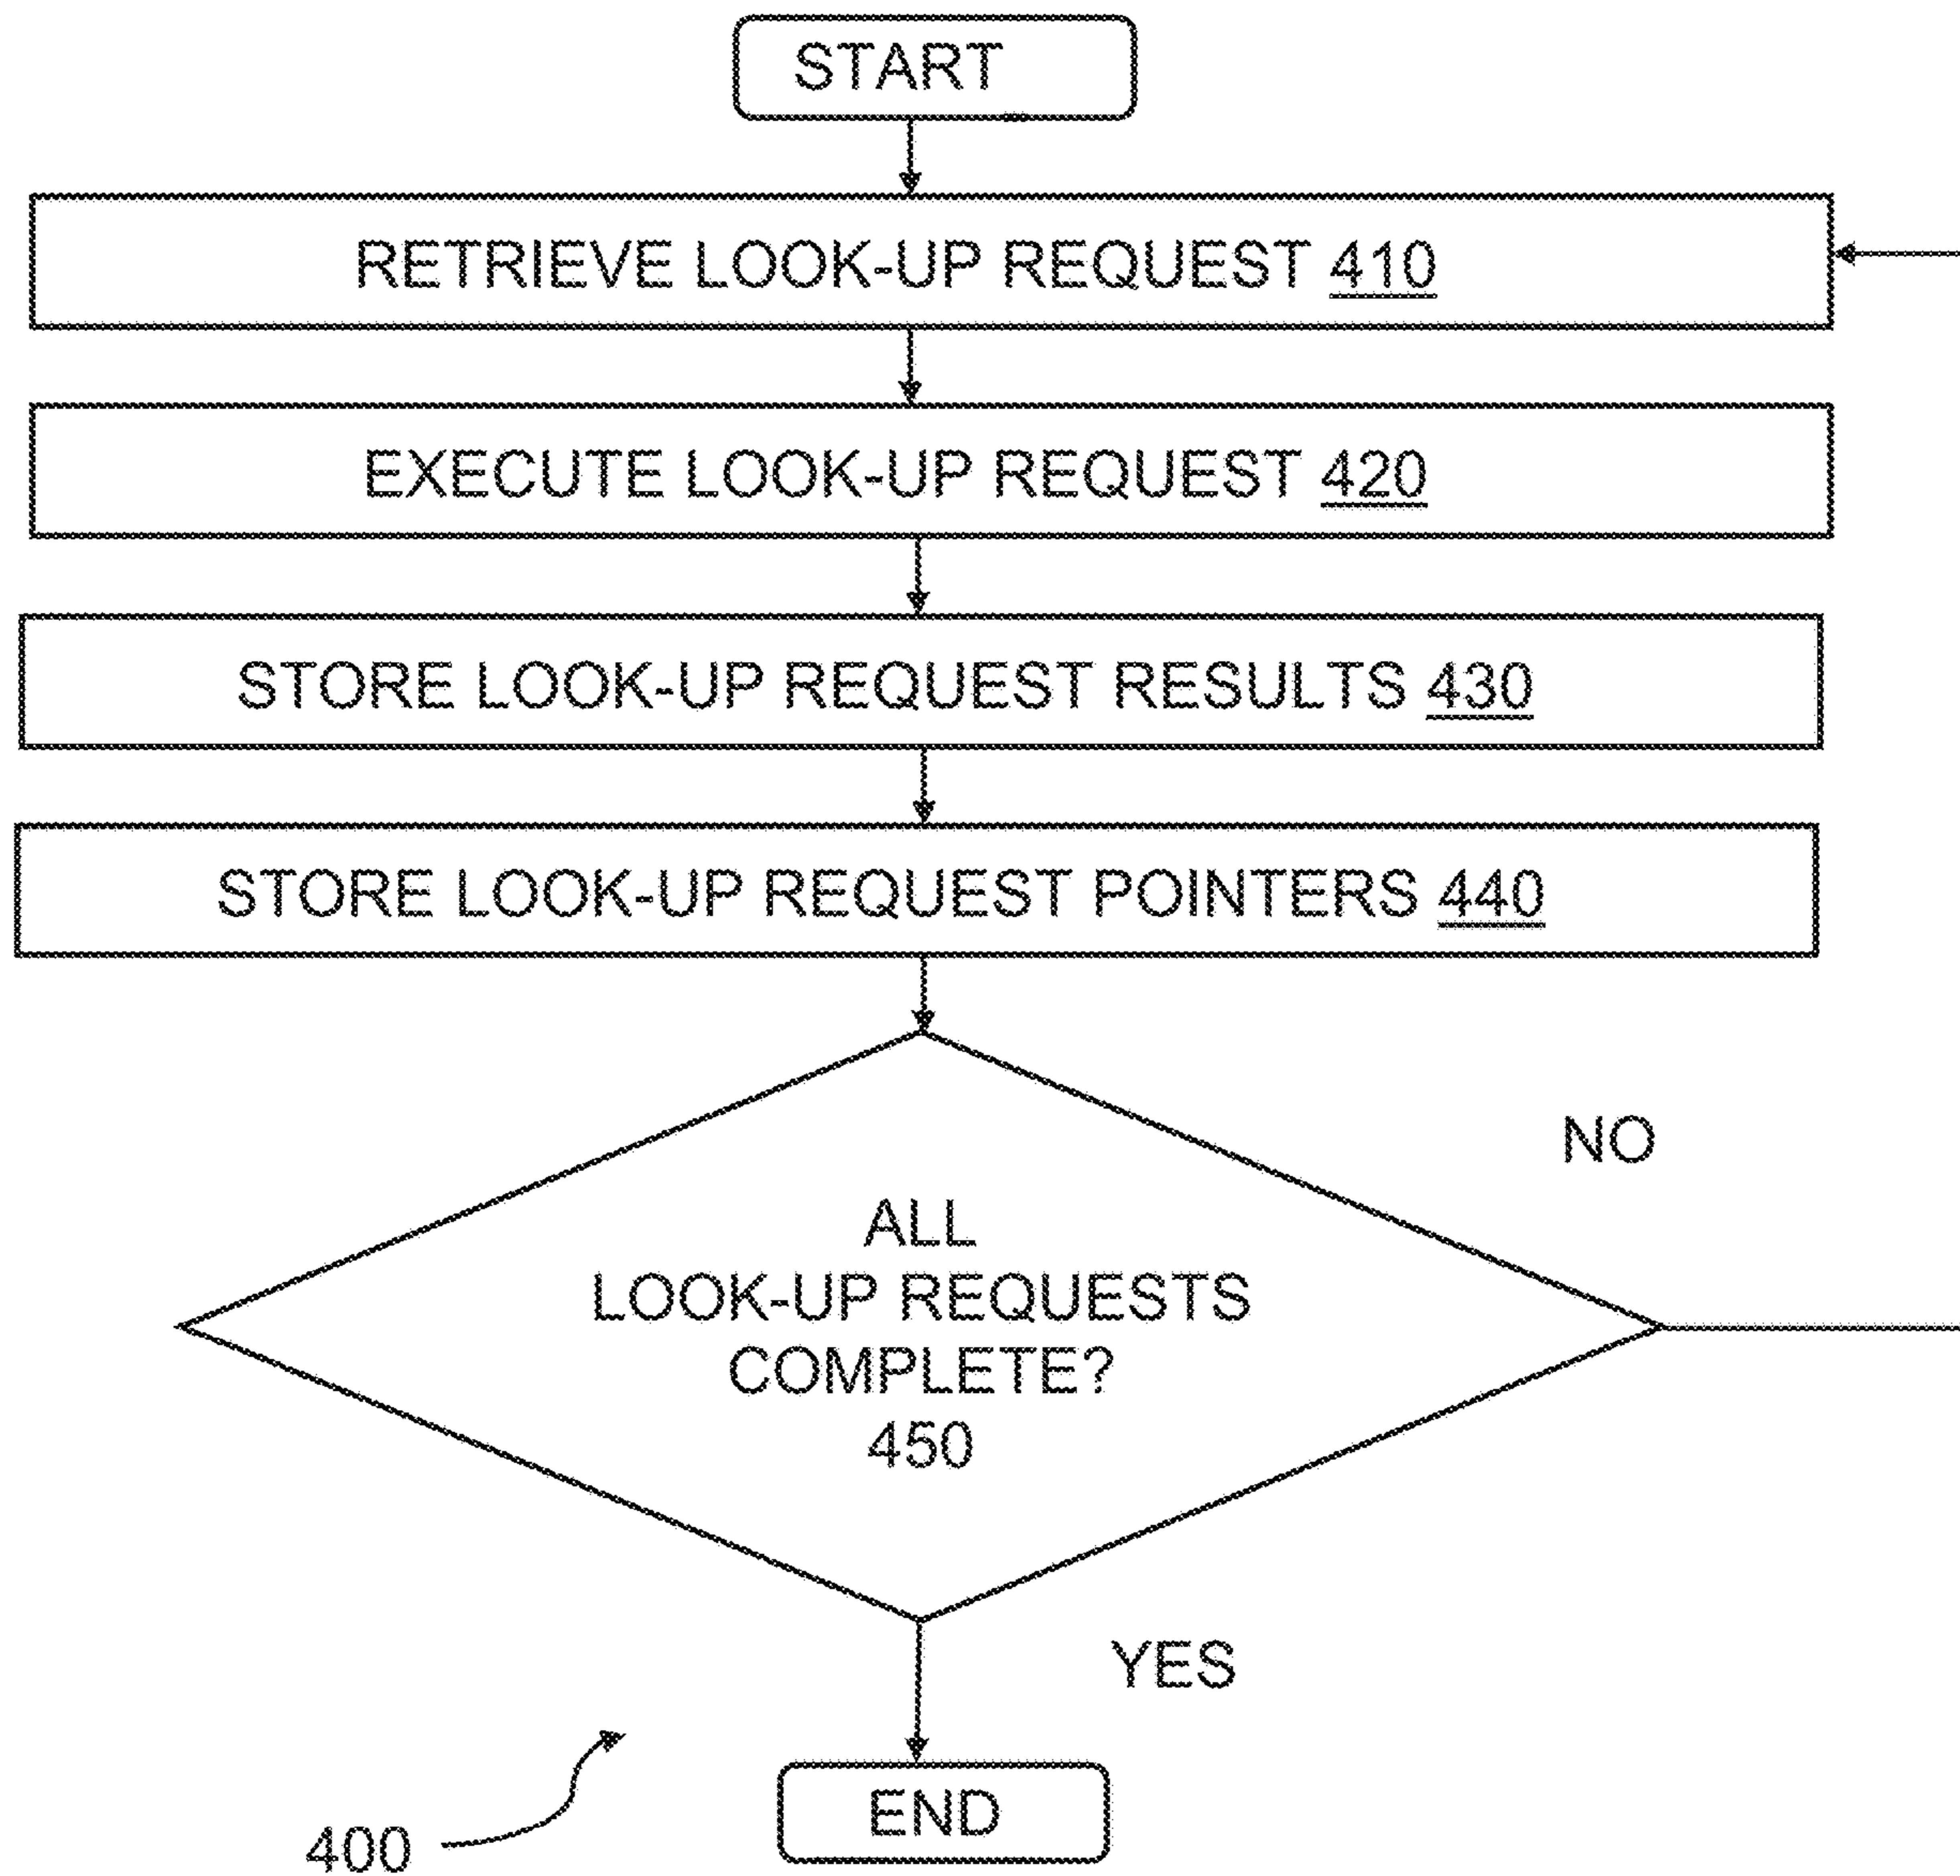 START
RETRIEVE LOOK-UP REQUEST 410
EXECUTE LOOK-UP REQUEST 420
STORE LOOK-UP REQUEST RESULTS 430
STORE LOOK-UP REQUEST POINTERS 440
NO
ALL
LOOK-UP REQUESTS
COMPLETE?
450
YES
END
400